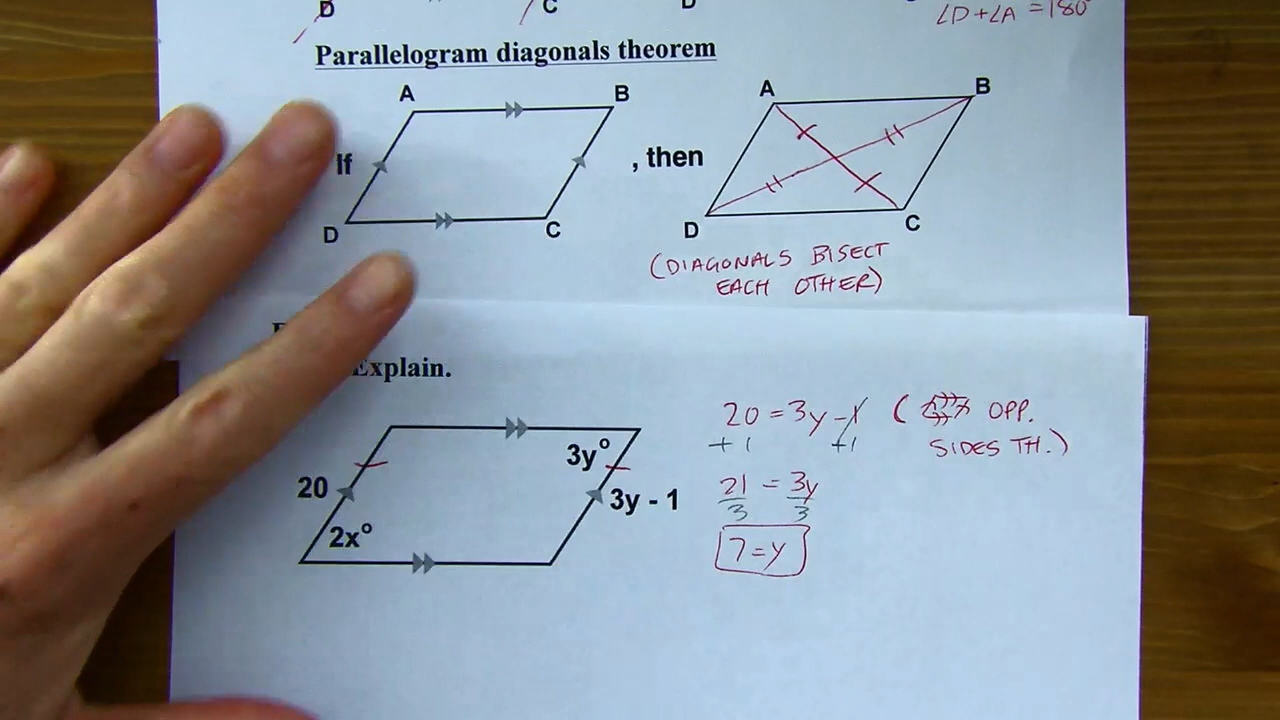 D
C
D
∠D+∠A=180°
Parallelogram diagonals theorem
A B A B
If , then
D C D C
(DIAGONALS BISECT
EACH OTHER)
Explain.
20 = 3y - 1 ( OPP.
+1 +1 SIDES TH.)
3y°
20
3y - 1
2x°
21 = 3y
3 3
7 = y